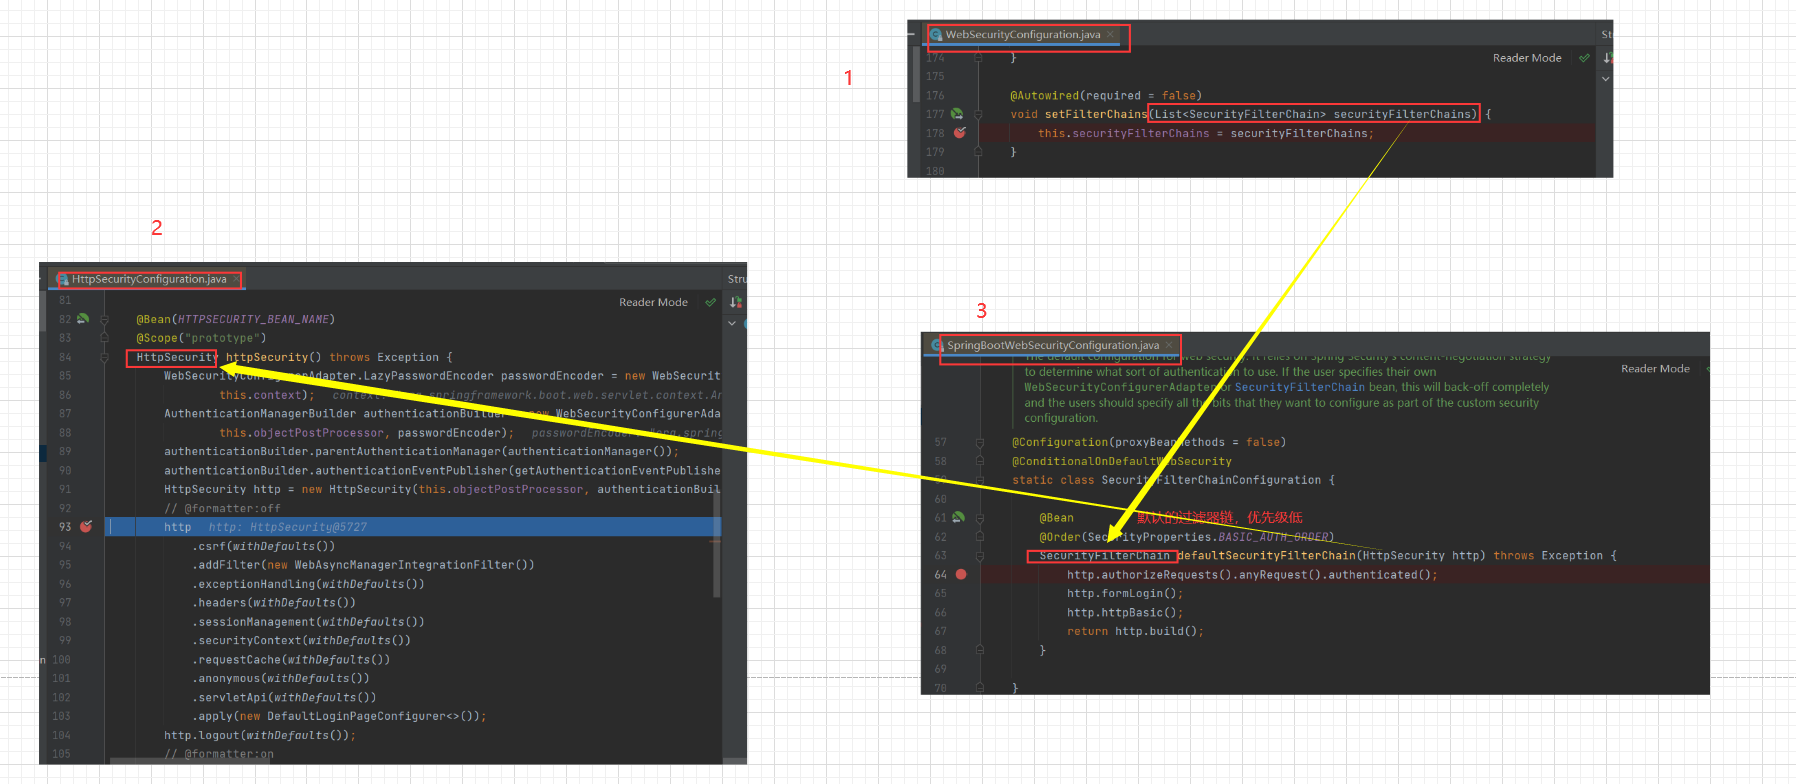 1
WebSecurityConfiguration.java
Reader Mode
174 }
175
176 @Autowired(required = false)
177 void setFilterChains(List<SecurityFilterChain> securityFilterChains) {
178 this.securityFilterChains = securityFilterChains;
179 }
180
2
HttpSecurityConfiguration.java
Stru
Reader Mode
81
82 @Bean(HTTPSECURITY_BEAN_NAME)
83 @Scope("prototype")
84 HttpSecurity httpSecurity() throws Exception {
85 WebSecurityConfigurerAdapter.LazyPasswordEncoder passwordEncoder = new WebSecurit
86 this.context); springframework.boot.web.servlet.context.An
87 AuthenticationManagerBuilder authenticationBuilder WebSecurityConfigurerAda
88 this.objectPostProcessor, passwordEncoder);
89 authenticationBuilder.parentAuthenticationManager(authenticationManager());
90 authenticationBuilder.authenticationEventPublisher(getAuthenticationEventPublishe
91 HttpSecurity http = new HttpSecurity(this.objectPostProcessor, authenticationBuil
92 // @formatter:off
93 http http: HttpSecurity@5727
94 .csrf(withDefaults())
95 .addFilter(new WebAsyncManagerIntegrationFilter())
96 .exceptionHandling(withDefaults())
97 .headers(withDefaults())
98 .sessionManagement(withDefaults())
99 .securityContext(withDefaults())
100 .requestCache(withDefaults())
101 .anonymous(withDefaults())
102 .servletApi(withDefaults())
103 .apply(new DefaultLoginPageConfigurer<>());
104 http.logout(withDefaults());
105 // @formatter:on
3
SpringBootWebSecurityConfiguration.java
Reader Mode
The default configuration for web security. It relies on Spring Security's content-negotiation strategy
to determine what sort of authentication to use. If the user specifies their own
WebSecurityConfigurerAdapter or SecurityFilterChain bean, this will back-off completely
and the users should specify all the bits that they want to configure as part of the custom security
configuration.
57 @Configuration(proxyBeanMethods = false)
58 @ConditionalOnDefaultWebSecurity
static class SecurityFilterChainConfiguration {
60
61 @Bean 默认的过滤器链，优先级低
62 @Order(SecurityProperties.BASIC_AUTH_ORDER)
63 SecurityFilterChain defaultSecurityFilterChain(HttpSecurity http) throws Exception {
64 http.authorizeRequests().anyRequest().authenticated();
65 http.formLogin();
66 http.httpBasic();
67 return http.build();
68 }
69
70 }